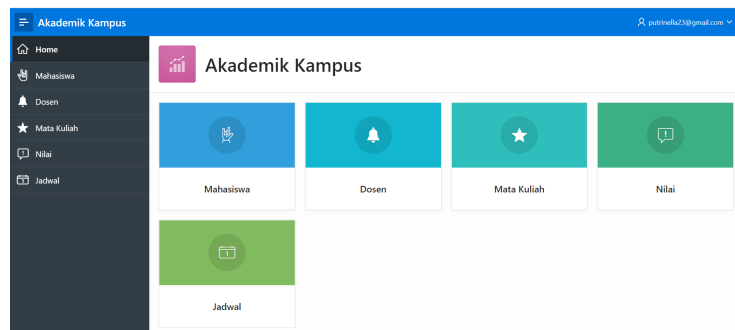 Akademik Kampus
putrinella23@gmail.com
Home
Mahasiswa
Dosen
Mata Kuliah
Nilai
Jadwal
Akademik Kampus
Mahasiswa
Dosen
Mata Kuliah
Nilai
1
Jadwal